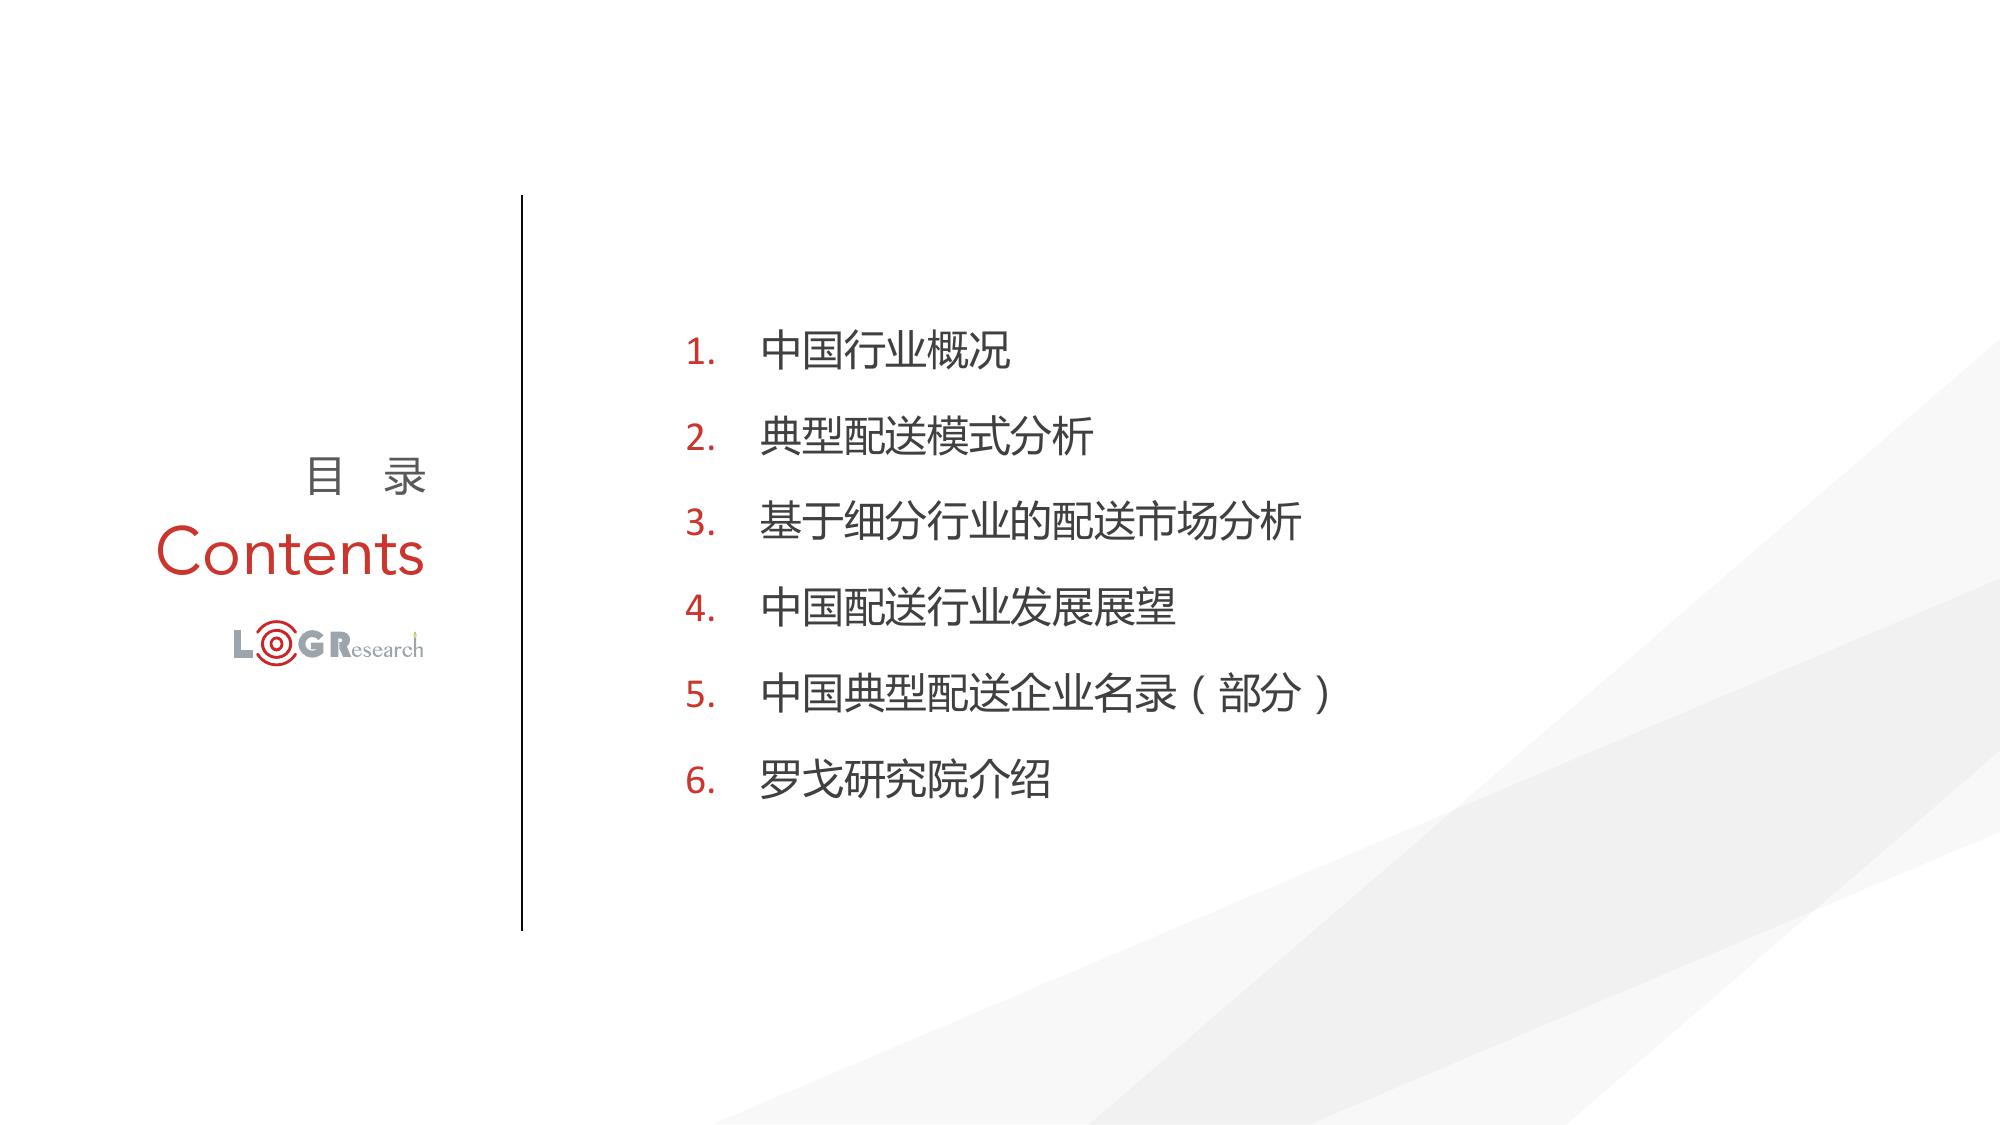 目 录
Contents
LOGResearch
1. 中国行业概况
2. 典型配送模式分析
3. 基于细分行业的配送市场分析
4. 中国配送行业发展展望
5. 中国典型配送企业名录（部分）
6. 罗戈研究院介绍